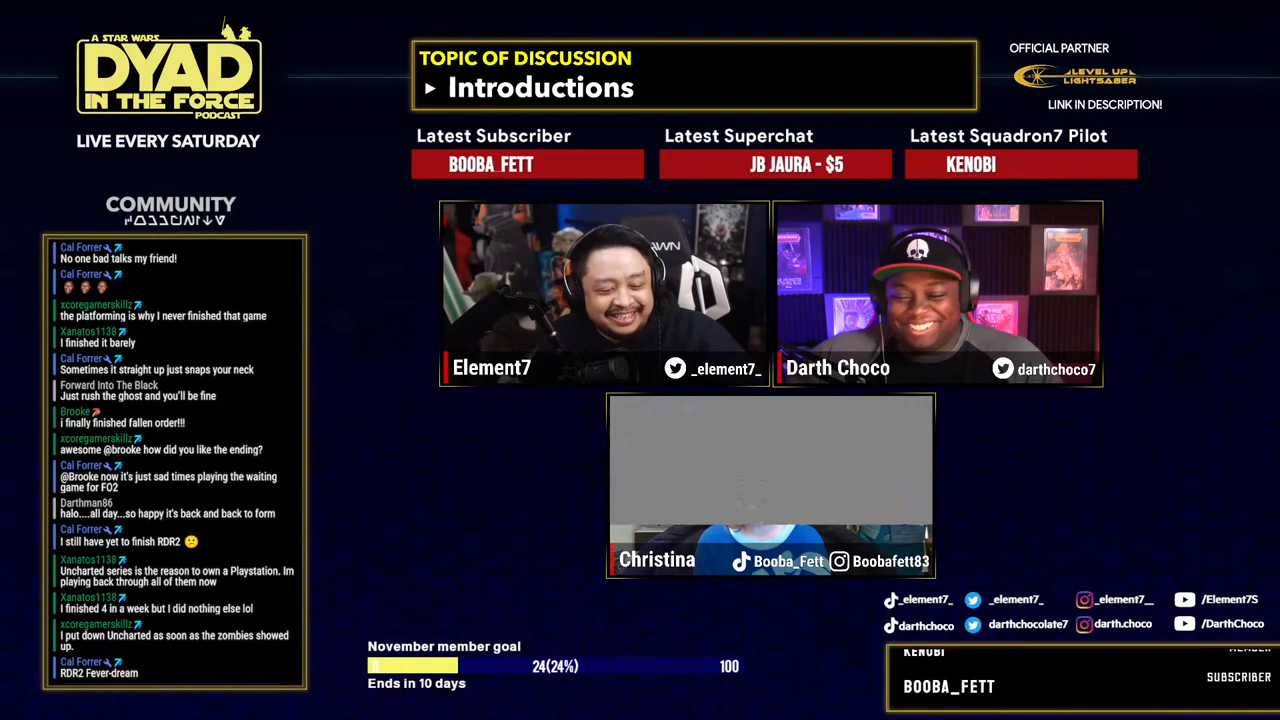 A STAR WARS
DYAD
IN THE FORCE
PODCAST
LIVE EVERY SATURDAY
TOPIC OF DISCUSSION
Introductions
OFFICIAL PARTNER
LEVEL UP
LIGHTSABER
LINK IN DESCRIPTION!
Latest Subscriber
BOOBA_FETT
Latest Superchat
JB JAURA - $5
Latest Squadron7 Pilot
KENOBI
COMMUNITY
Cal Forrer
No one bad talks my friend!
Cal Forrer
xcoregamerskillz
the platforming is why I never finished that game
Xanatos1138
I finished it barely
Cal Forrer
Sometimes it straight up just snaps your neck
Forward Into The Black
Just rush the ghost and you'll be fine
Brooke
i finally finished fallen order!!!
xcoregamerskillz
awesome @brooke how did you like the ending?
Cal Forrer
@Brooke now it's just sad times playing the waiting
game for FO2
Darthman86
halo....all day...so happy it's back and back to form
Cal Forrer
I still have yet to finish RDR2 😕
Xanatos1138
Uncharted series is the reason to own a Playstation. Im
playing back through all of them now
Xanatos1138
I finished 4 in a week but I did nothing else lol
xcoregamerskillz
I put down Uncharted as soon as the zombies showed
up.
Cal Forrer
RDR2 Fever-dream
Element7
_element7_
Darth Choco
darthchoco7
Christina
Booba_Fett
Boobafett83
November member goal
0 24(24%) 100
Ends in 10 days
_element7_ _element7_ _element7__ /Element7S
darthchoco darthchocolate7 darth.choco /DarthChoco
KENOBI MEMBER
BOOBA_FETT SUBSCRIBER